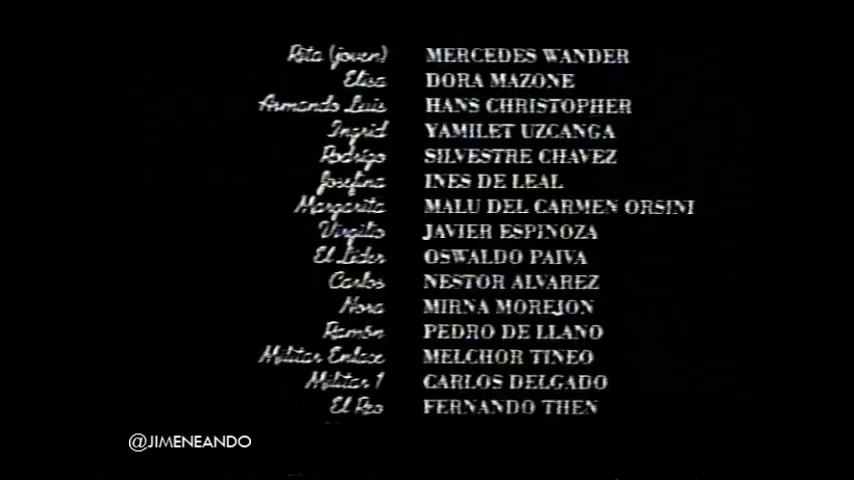 Rita (joven) MERCEDES WANDER
Elisa DORA MAZONE
Armando Luis HANS CHRISTOPHER
Ingrid YAMILET UZCANGA
Rodrigo SILVESTRE CHAVEZ
Josefina INES DE LEAL
Margarita MALU DEL CARMEN ORSINI
Virgilio JAVIER ESPINOZA
El Líder OSWALDO PAIVA
Carlos NESTOR ALVAREZ
Nora MIRNA MOREJON
Ramón PEDRO DE LLANO
Militar Enlace MELCHOR TINEO
Militar 1 CARLOS DELGADO
El Reo FERNANDO THEN
@JIMENEANDO